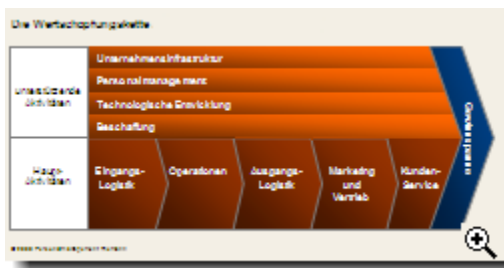 Die Wertschöpfungskette
unterstützende
Aktivitäten
Unternehmensinfrastruktur
Personalmanagement
Technologische Entwicklung
Beschaffung
Gewinnspanne
Haupt-
Aktivitäten
Eingangs-
Logistik
Operationen
Ausgangs-
Logistik
Marketing
und
Vertrieb
Kunden-
Service